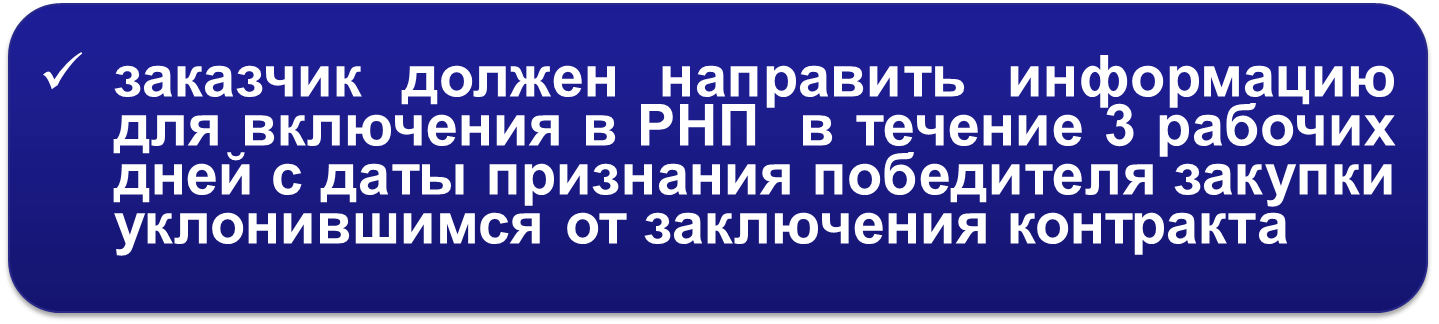 заказчик должен направить информацию
для включения в РНП в течение 3 рабочих
дней с даты признания победителя закупки
уклонившимся от заключения контракта